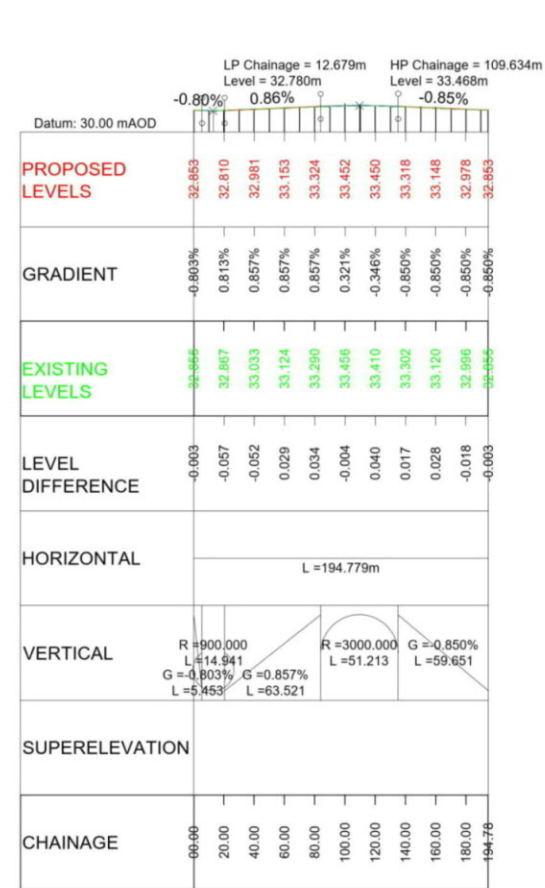 LP Chainage = 12.679m HP Chainage = 109.634m
Level = 32.780m Level = 33.468m
-0.80% 0.86% -0.85%
Datum: 30.00 mAOD
PROPOSED
LEVELS
32.853 32.810 32.981 33.153 33.324 33.452 33.450 33.318 33.148 32.978 32.853
GRADIENT
-0.803% 0.813% 0.857% 0.857% 0.857% 0.321% -0.346% -0.850% -0.850% -0.850% -0.850%
EXISTING
LEVELS
32.867 33.033 33.124 33.290 33.456 33.410 33.302 33.120 32.996
LEVEL
DIFFERENCE
-0.003 -0.057 -0.052 0.029 0.034 -0.004 0.040 0.017 0.028 -0.018 -0.003
HORIZONTAL
L =194.779m
VERTICAL
R =900.000 R =3000.000 G =-0.850%
L =14.941 L =51.213 L =59.651
G =-0.803% G =0.857%
L =5.453 L =63.521
SUPERELEVATION
CHAINAGE
00.00 20.00 40.00 60.00 80.00 100.00 120.00 140.00 160.00 180.00 194.78